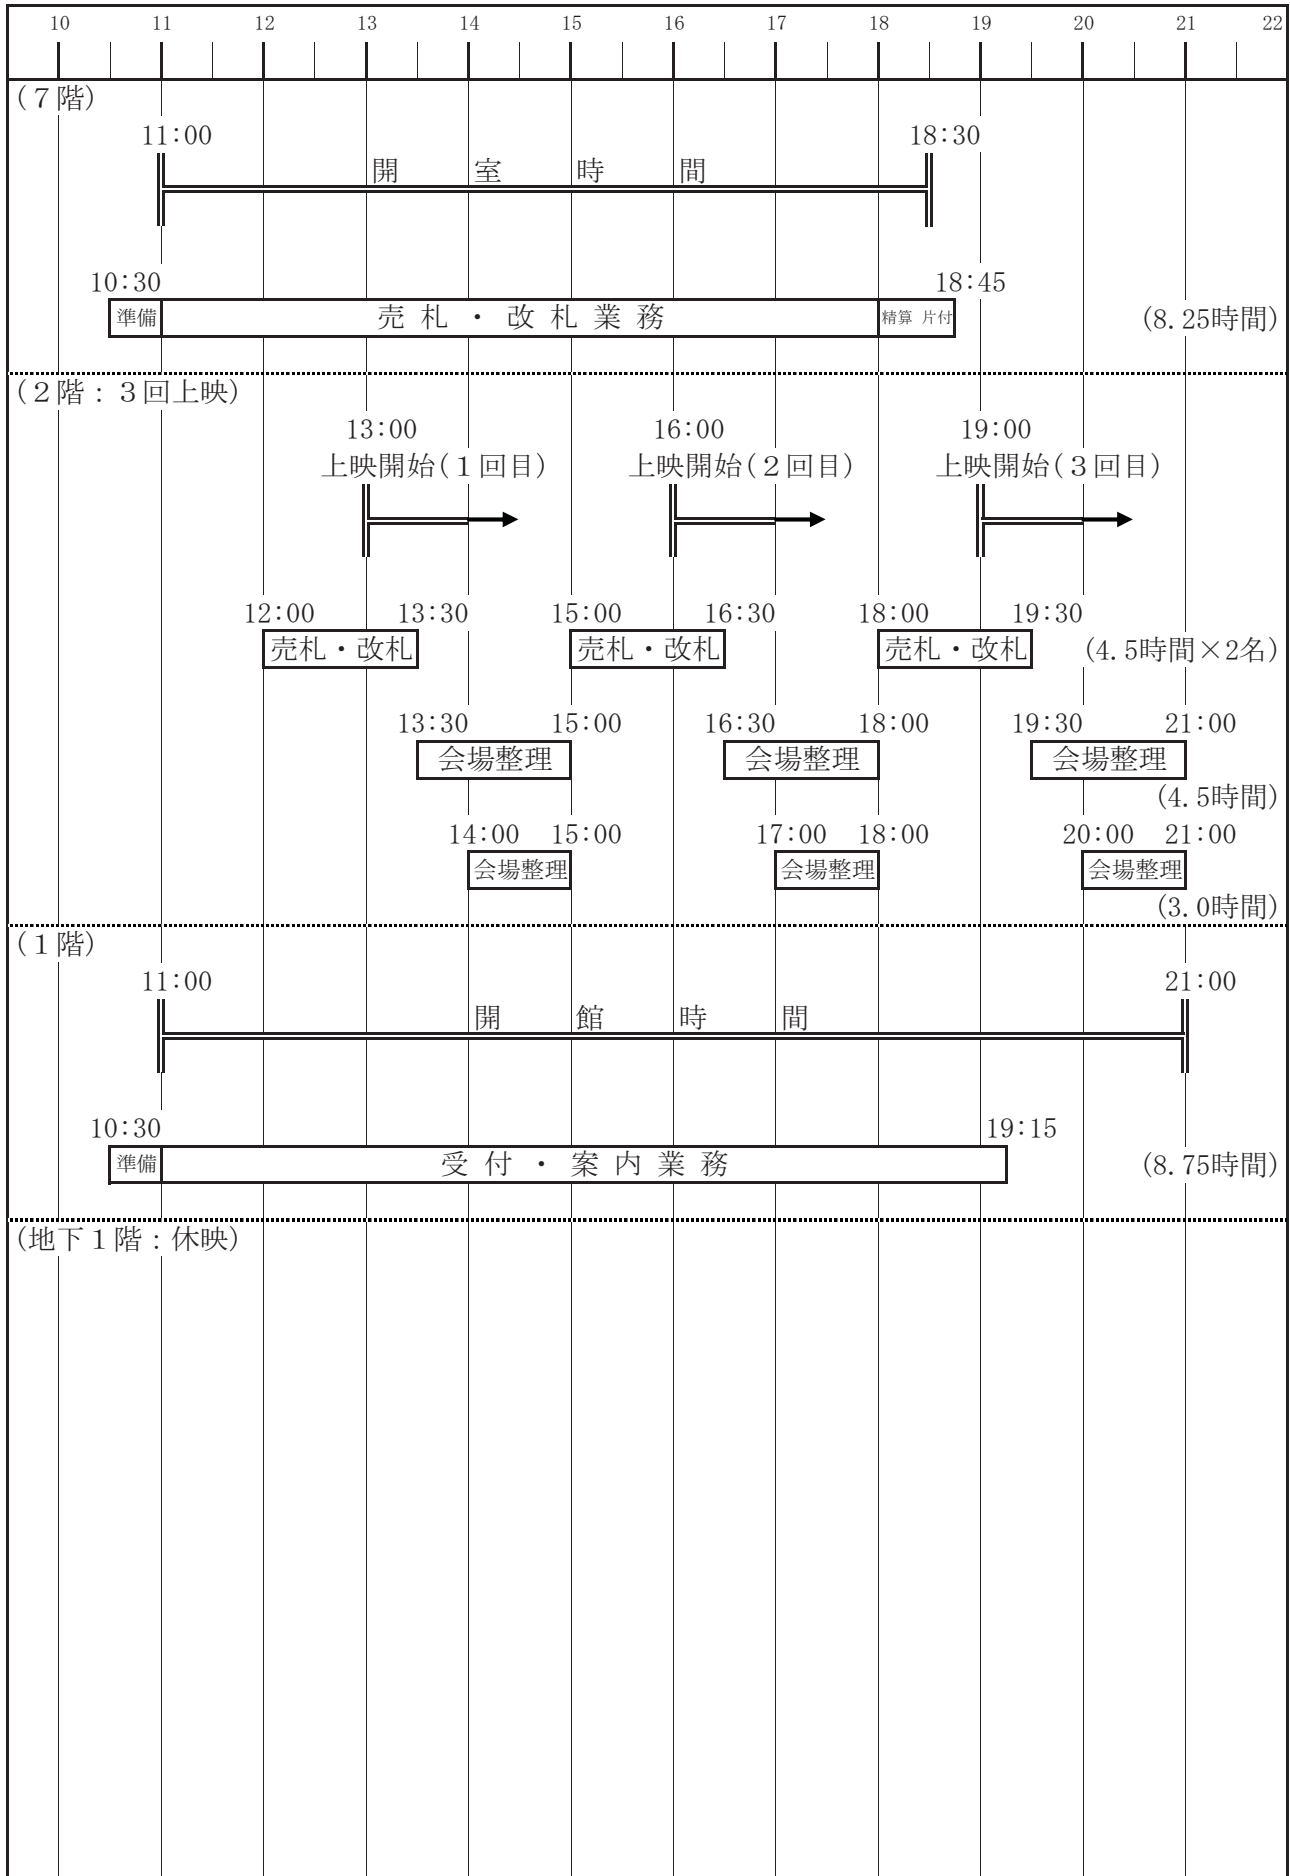 10 11 12 13 14 15 16 17 18 19 20 21 22
(７階)
11:00 18:30
開 室 時 間
10:30 18:45
準備 売 札 ・ 改 札 業 務 精算 片付 (8.25時間)
(２階：３回上映)
13:00 16:00 19:00
上映開始(１回目) 上映開始(２回目) 上映開始(３回目)
12:00 13:30 15:00 16:30 18:00 19:30
売札・改札 売札・改札 売札・改札 (4.5時間×2名)
13:30 15:00 16:30 18:00 19:30 21:00
会場整理 会場整理 会場整理
(4.5時間)
14:00 15:00 17:00 18:00 20:00 21:00
会場整理 会場整理 会場整理
(3.0時間)
(１階)
11:00 21:00
開 館 時 間
10:30 19:15
準備 受 付 ・ 案 内 業 務 (8.75時間)
(地下１階：休映)